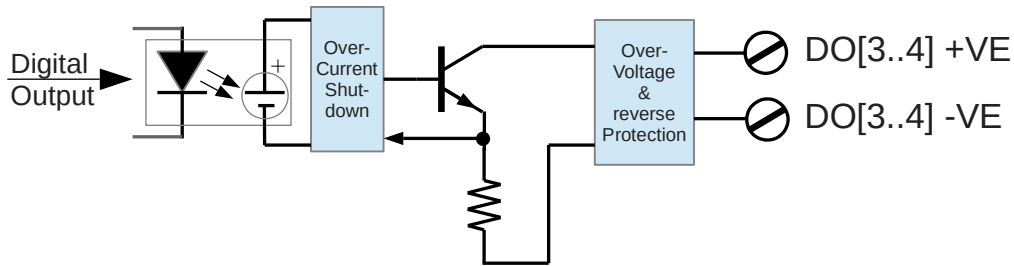 Digital
Output
+
Over-
Current
Shut-
down
Over-
Voltage
&
reverse
Protection
DO[3..4] +VE
DO[3..4] -VE